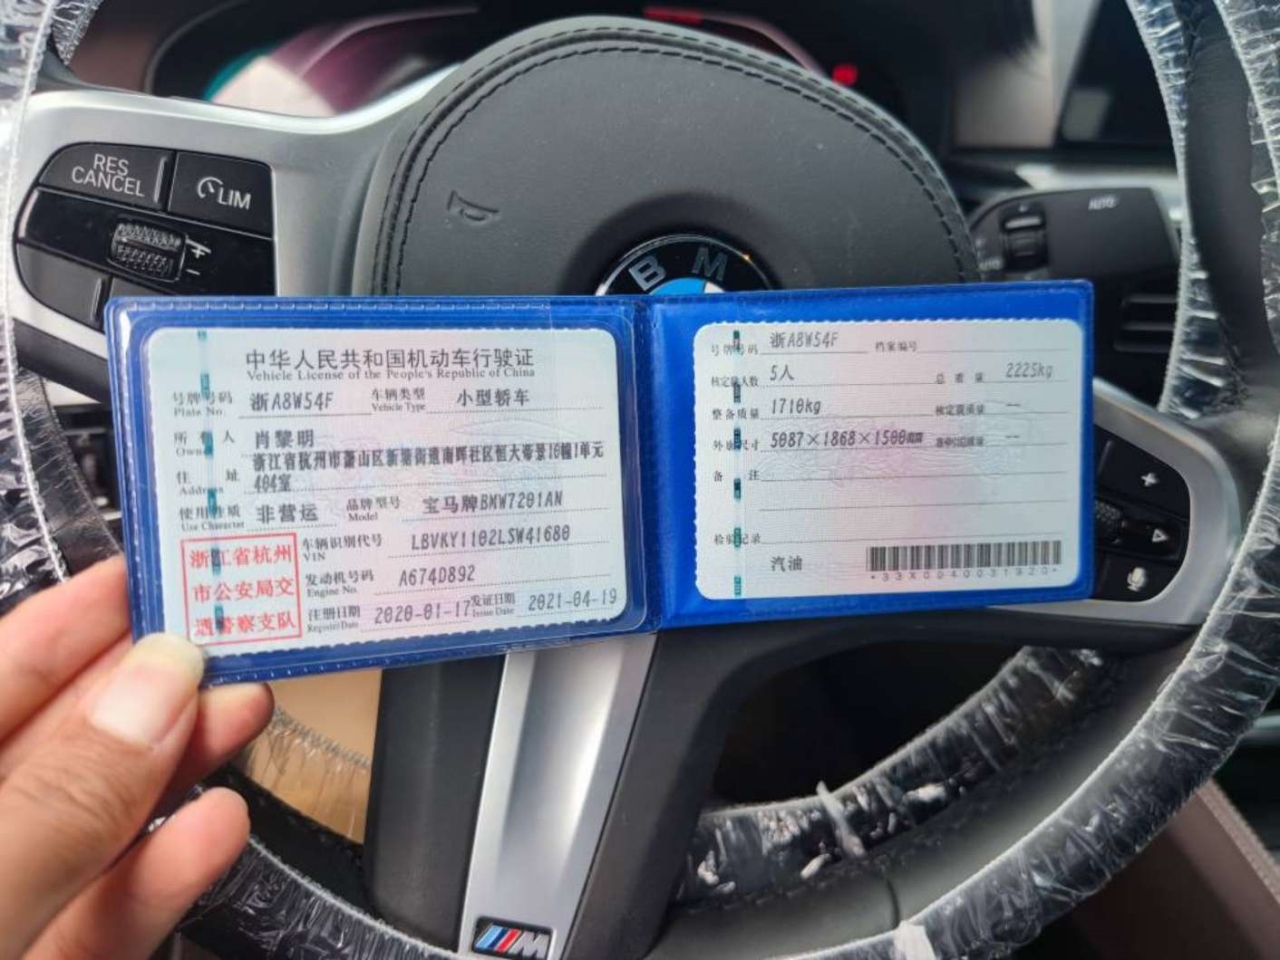 RES
CANCEL
LIM
+
−
B M
AUTO
中华人民共和国机动车行驶证
Vehicle License of the People's Republic of China
号牌号码 浙A8W54F 车辆类型 小型轿车
Plate No. Vehicle Type
所有人 肖黎明
Owner
住址 浙江省杭州市萧山区新街道南晖社区恒大帝景16幢1单元
Address 404室
使用性质 非营运 品牌型号 宝马牌BMW7201AN
Use Character Model
车辆识别代号 LBVKY1102LSW41680
VIN
发动机号码 A674D892
Engine No.
注册日期 2020-01-17 发证日期 2021-04-19
Register Date Issue Date
浙江省杭州
市公安局交
通警察支队
号牌号码 浙A8W54F 档案编号
核定载人数 5人 总质量 2225kg
整备质量 1710kg 核定载质量 --
外廓尺寸 5087×1868×1500 --
备注
检验记录
汽油
+
M